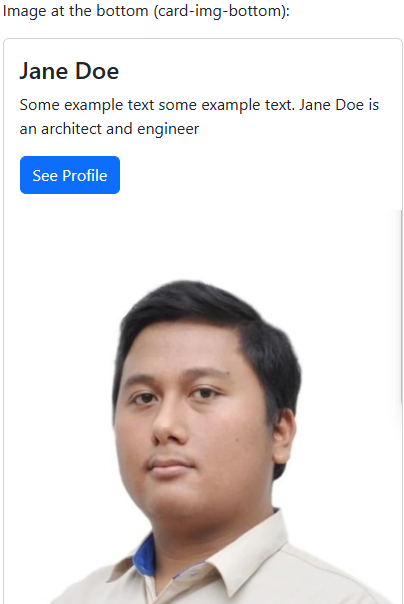 Image at the bottom (card-img-bottom):
Jane Doe
Some example text some example text. Jane Doe is
an architect and engineer
See Profile